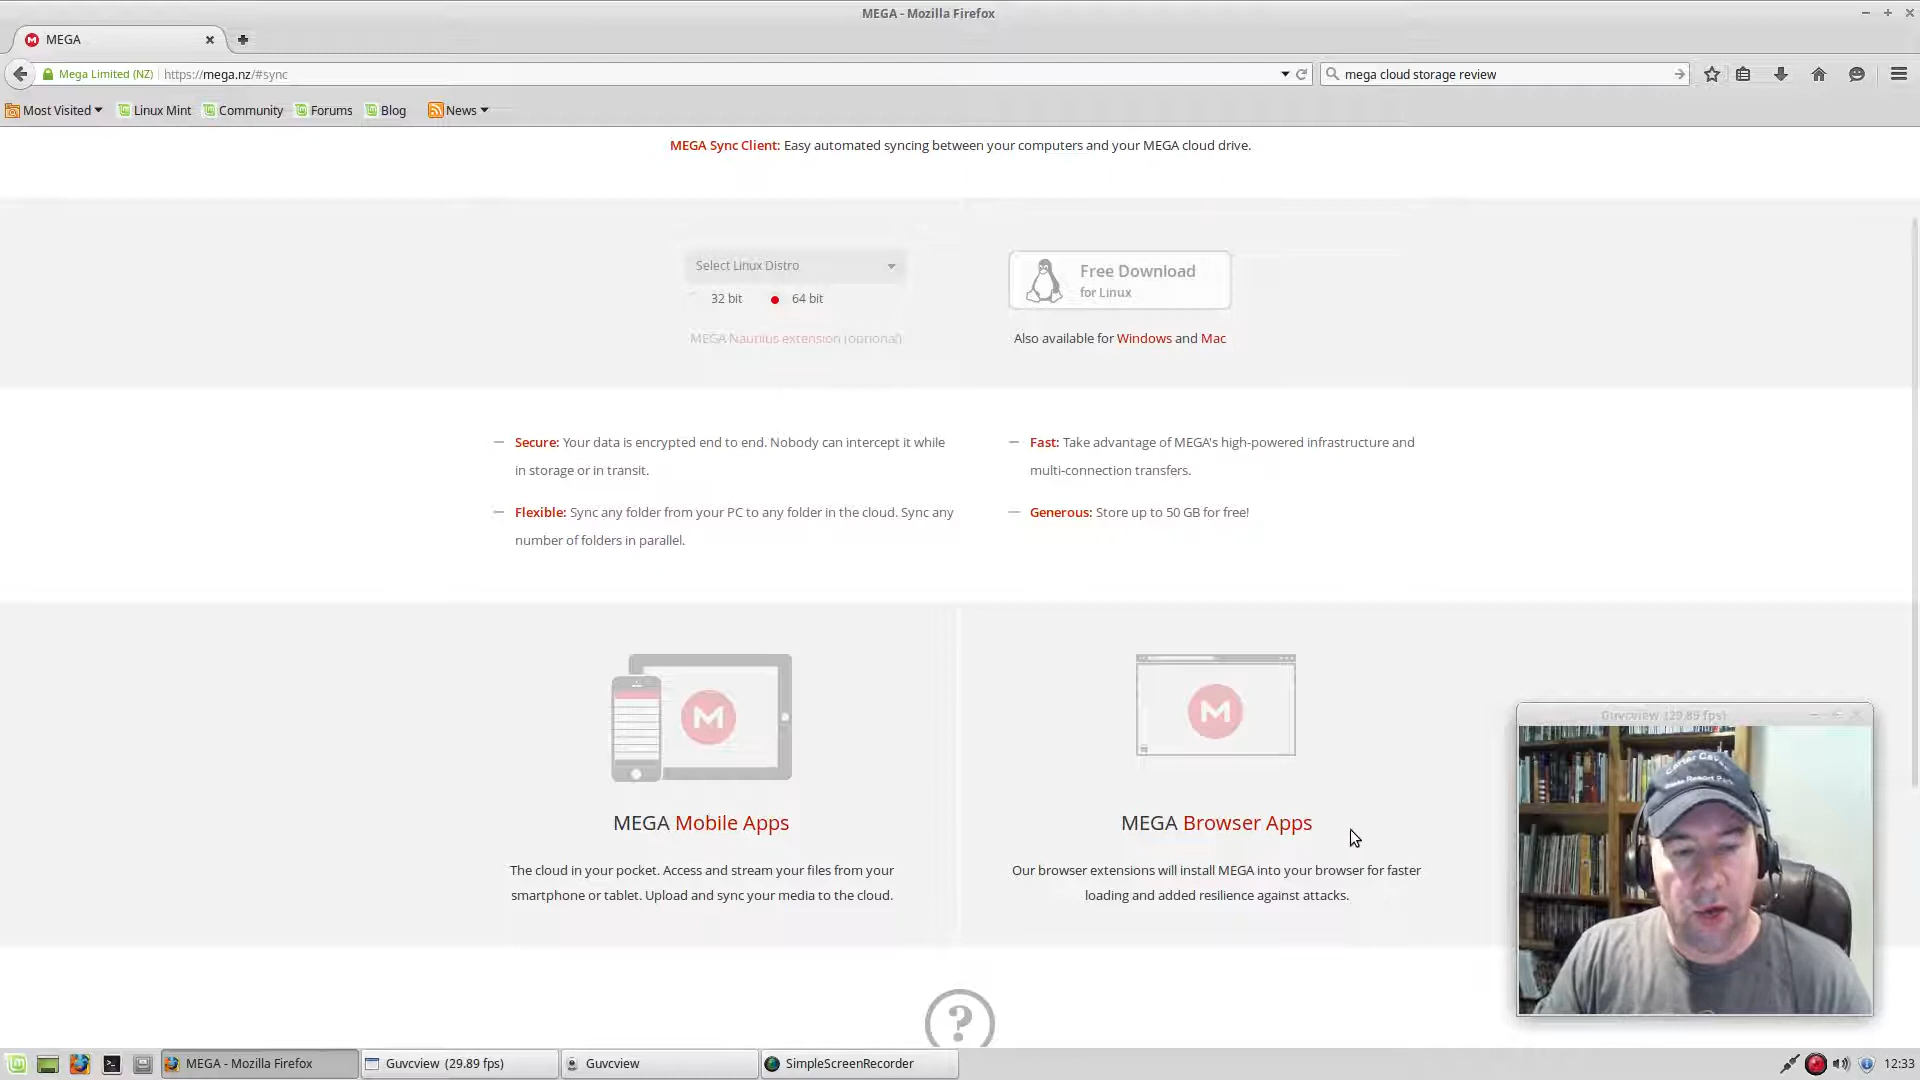 MEGA - Mozilla Firefox
MEGA
Mega Limited (NZ) https://mega.nz/#sync
mega cloud storage review
Most Visited Linux Mint Community Forums Blog News
MEGA Sync Client: Easy automated syncing between your computers and your MEGA cloud drive.
Select Linux Distro
32 bit 64 bit
MEGA Nautilus extension (optional)
Free Download
for Linux
Also available for Windows and Mac
Secure: Your data is encrypted end to end. Nobody can intercept it while
in storage or in transit.
Flexible: Sync any folder from your PC to any folder in the cloud. Sync any
number of folders in parallel.
Fast: Take advantage of MEGA's high-powered infrastructure and
multi-connection transfers.
Generous: Store up to 50 GB for free!
M
MEGA Mobile Apps
The cloud in your pocket. Access and stream your files from your
smartphone or tablet. Upload and sync your media to the cloud.
M
MEGA Browser Apps
Our browser extensions will install MEGA into your browser for faster
loading and added resilience against attacks.
?
Guvcview (29.89 fps)
MEGA - Mozilla Firefox
Guvcview (29.89 fps)
Guvcview
SimpleScreenRecorder
12:33